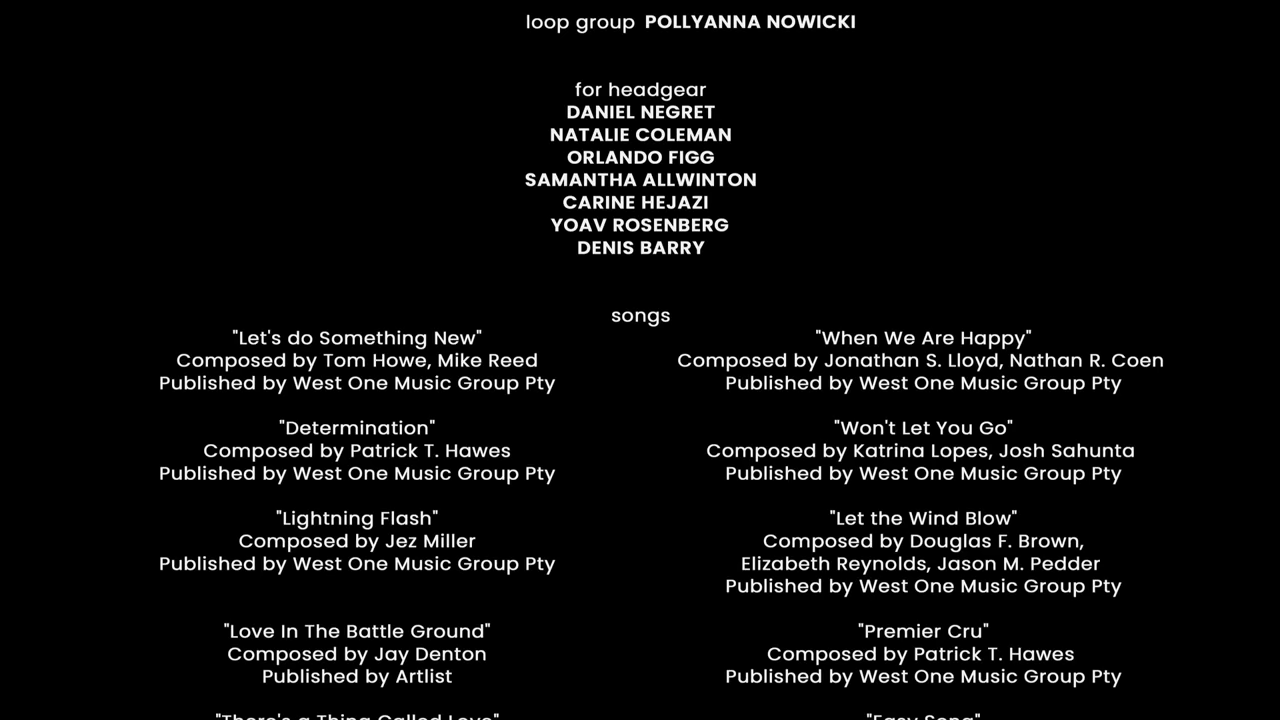 loop group POLLYANNA NOWICKI
for headgear
DANIEL NEGRET
NATALIE COLEMAN
ORLANDO FIGG
SAMANTHA ALLWINTON
CARINE HEJAZI
YOAV ROSENBERG
DENIS BARRY
songs
"Let's do Something New"
Composed by Tom Howe, Mike Reed
Published by West One Music Group Pty
"When We Are Happy"
Composed by Jonathan S. Lloyd, Nathan R. Coen
Published by West One Music Group Pty
"Determination"
Composed by Patrick T. Hawes
Published by West One Music Group Pty
"Won't Let You Go"
Composed by Katrina Lopes, Josh Sahunta
Published by West One Music Group Pty
"Lightning Flash"
Composed by Jez Miller
Published by West One Music Group Pty
"Let the Wind Blow"
Composed by Douglas F. Brown,
Elizabeth Reynolds, Jason M. Pedder
Published by West One Music Group Pty
"Love In The Battle Ground"
Composed by Jay Denton
Published by Artlist
"Premier Cru"
Composed by Patrick T. Hawes
Published by West One Music Group Pty
"There's a Thing Called Love"
"Easy Song"